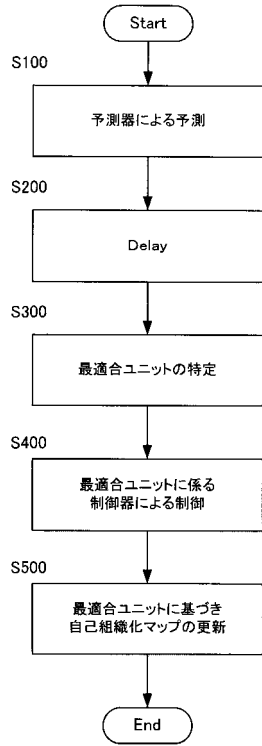 Start
S100
予測器による予測
S200
Delay
S300
最適合ユニットの特定
S400
最適合ユニットに係る
制御器による制御
S500
最適合ユニットに基づき
自己組織化マップの更新
End